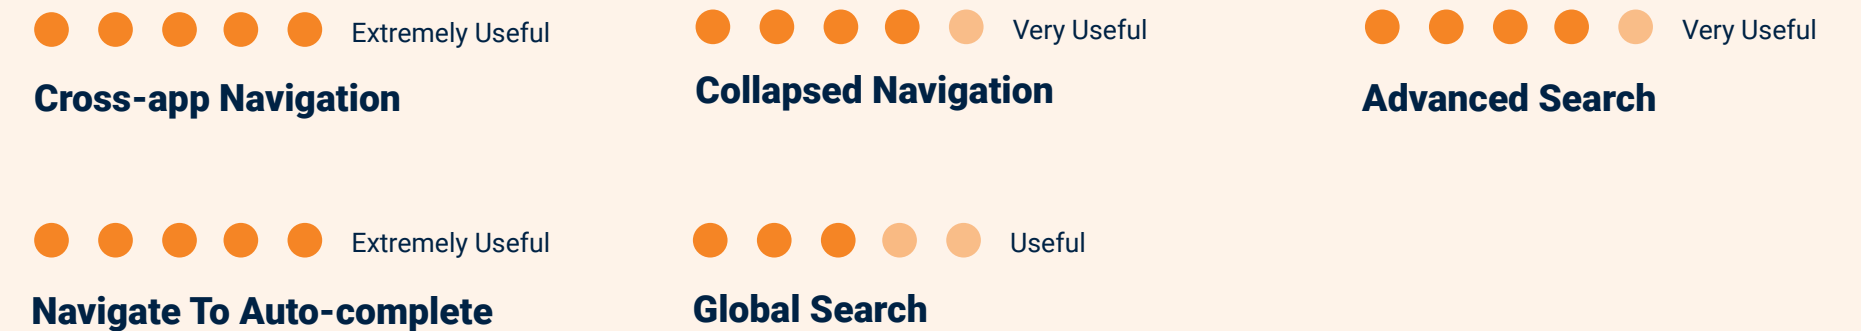 Extremely Useful
Cross-app Navigation
Very Useful
Collapsed Navigation
Very Useful
Advanced Search
Extremely Useful
Navigate To Auto-complete
Useful
Global Search